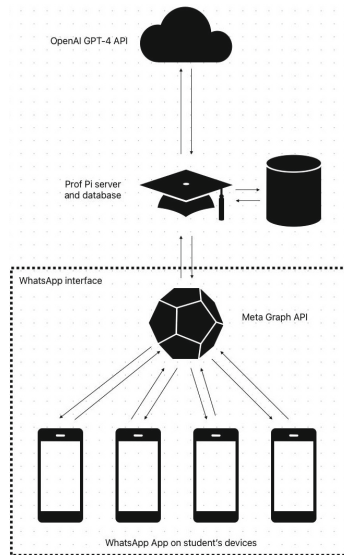 OpenAI GPT-4 API
Prof Pi server
and database
WhatsApp interface
Meta Graph API
WhatsApp App on student's devices